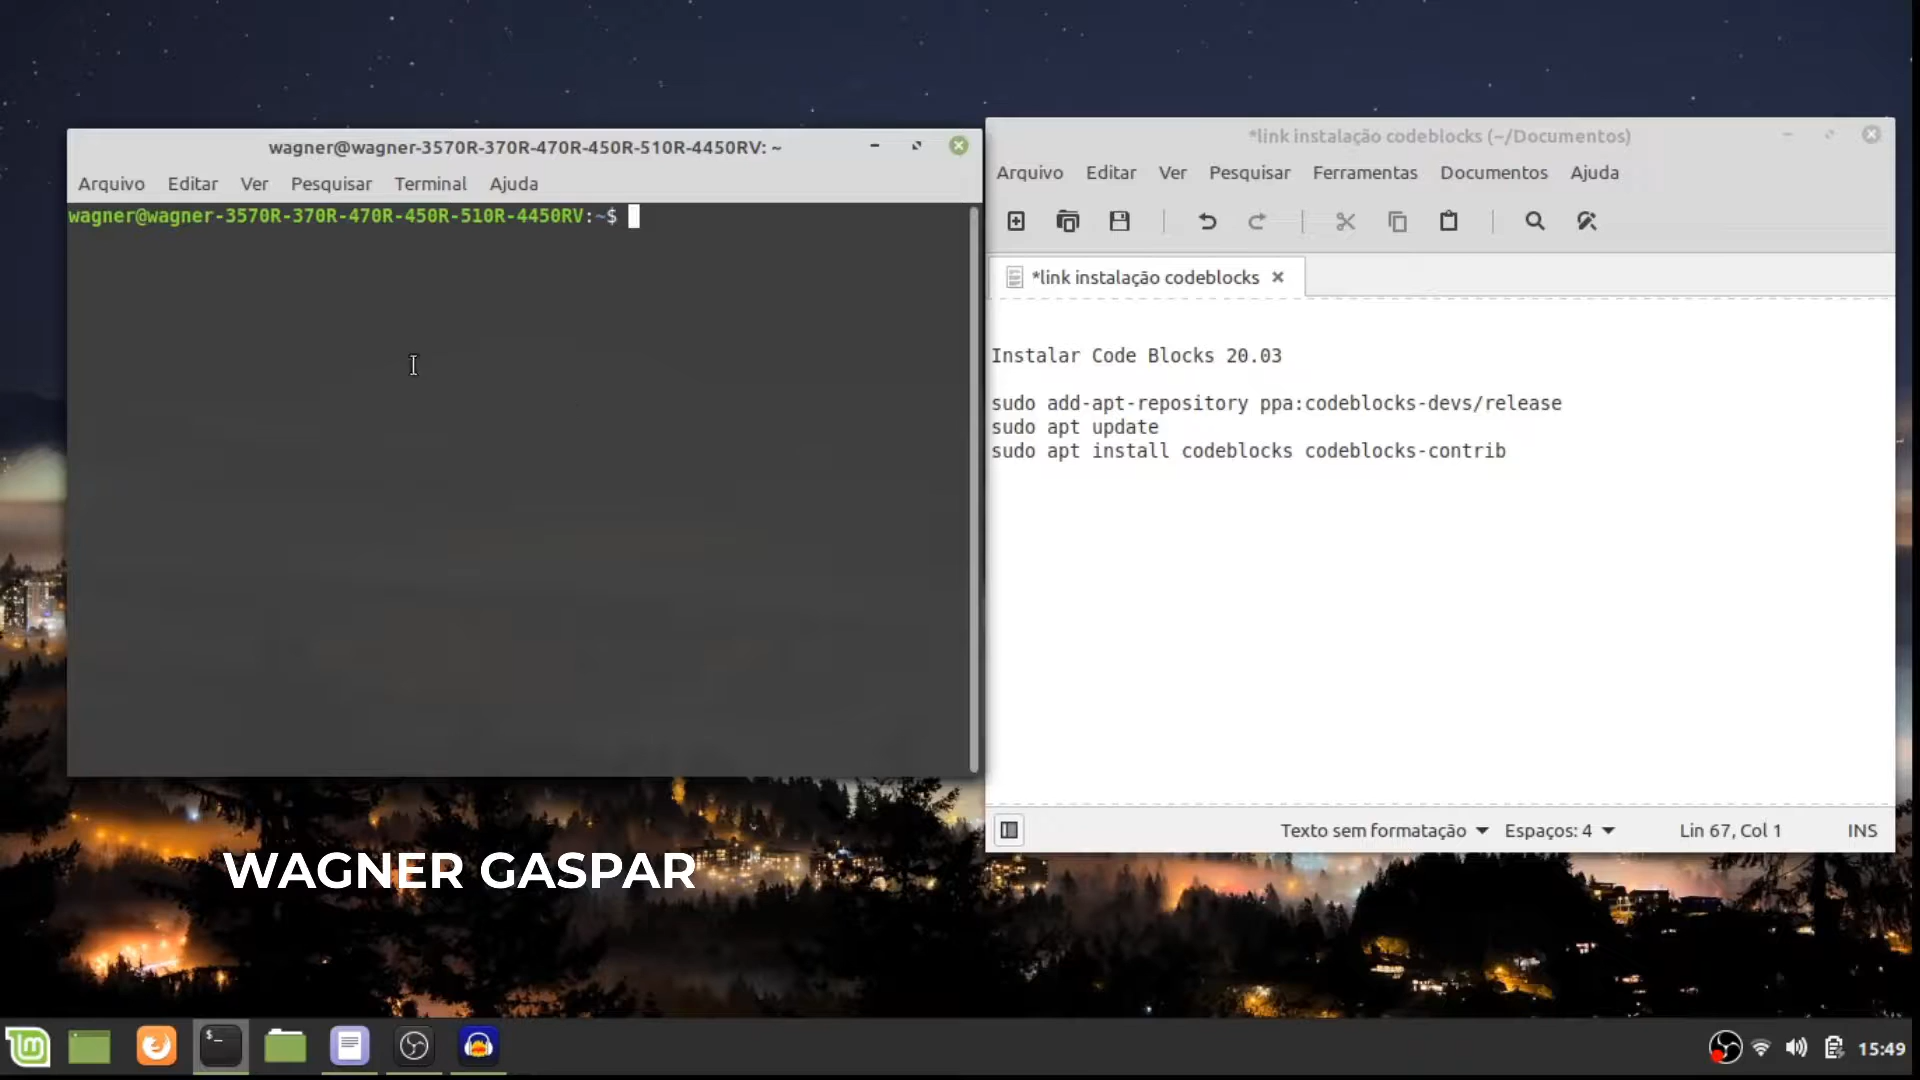 wagner@wagner-3570R-370R-470R-450R-510R-4450RV: ~
Arquivo Editar Ver Pesquisar Terminal Ajuda
wagner@wagner-3570R-370R-470R-450R-510R-4450RV:~$
*link instalação codeblocks (~/Documentos)
Arquivo Editar Ver Pesquisar Ferramentas Documentos Ajuda
*link instalação codeblocks
Instalar Code Blocks 20.03
sudo add-apt-repository ppa:codeblocks-devs/release
sudo apt update
sudo apt install codeblocks codeblocks-contrib
Texto sem formatação Espaços: 4 Lin 67, Col 1 INS
WAGNER GASPAR
15:49